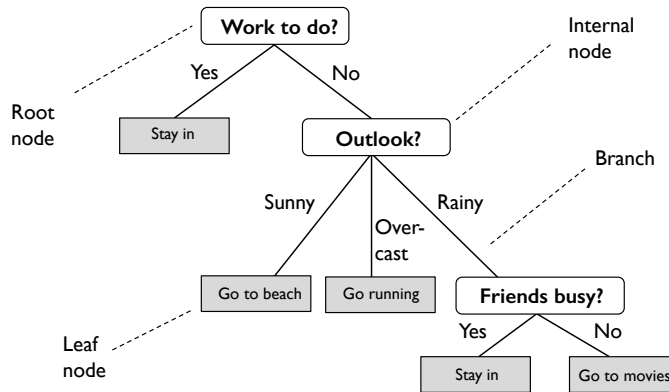 Work to do?
Internal
node
Yes
No
Root
node
Stay in
Outlook?
Branch
Sunny
Rainy
Over-
cast
Go to beach
Go running
Friends busy?
Leaf
node
Yes
No
Stay in
Go to movies